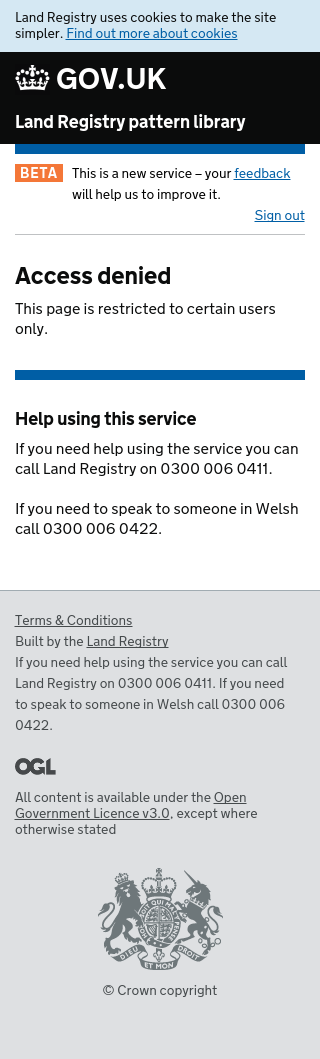 Land Registry uses cookies to make the site
simpler. Find out more about cookies
GOV.UK
Land Registry pattern library
BETA This is a new service – your feedback
will help us to improve it.
Sign out
Access denied
This page is restricted to certain users
only.
Help using this service
If you need help using the service you can
call Land Registry on 0300 006 0411.
If you need to speak to someone in Welsh
call 0300 006 0422.
Terms & Conditions
Built by the Land Registry
If you need help using the service you can call
Land Registry on 0300 006 0411. If you need
to speak to someone in Welsh call 0300 006
0422.
OGL
All content is available under the Open
Government Licence v3.0, except where
otherwise stated
DIEU ET MON DROIT
© Crown copyright